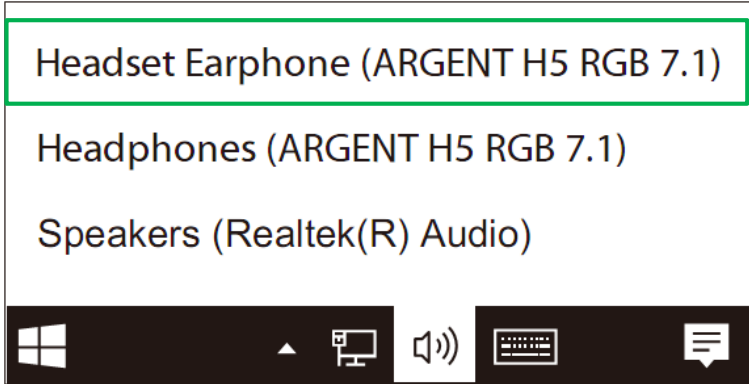 Headset Earphone (ARGENT H5 RGB 7.1)
Headphones (ARGENT H5 RGB 7.1)
Speakers (Realtek(R) Audio)